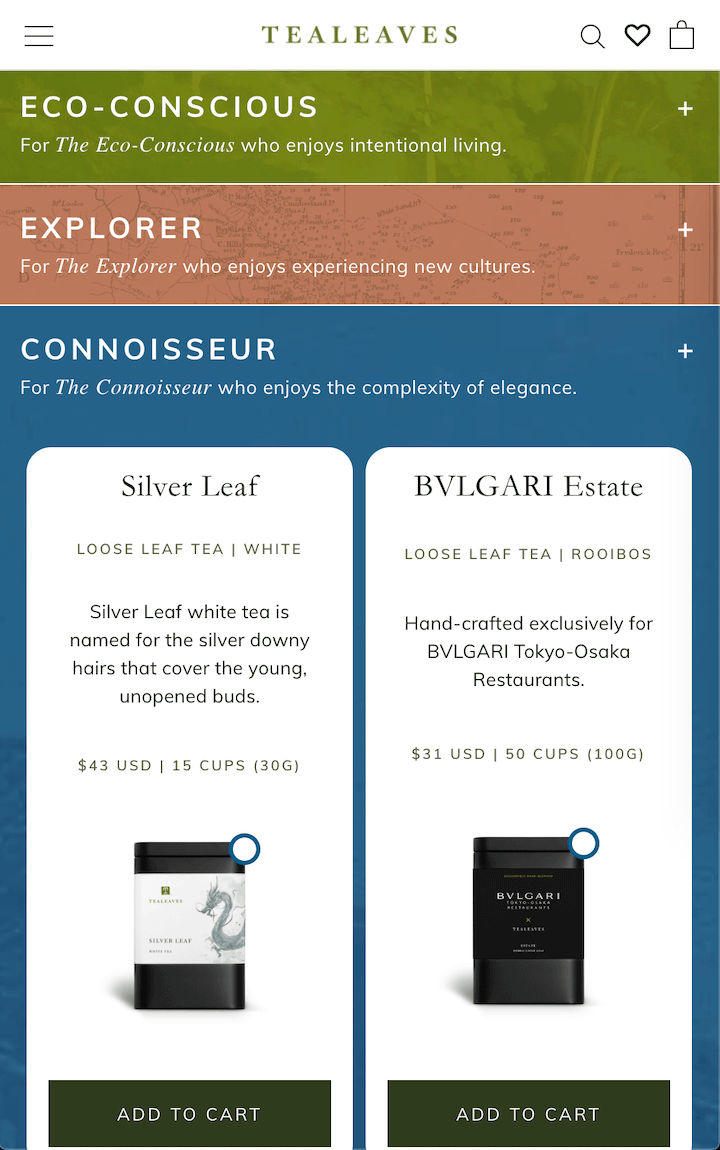 TEALEAVES
ECO-CONSCIOUS
+
For The Eco-Conscious who enjoys intentional living.
EXPLORER
+
For The Explorer who enjoys experiencing new cultures.
CONNOISSEUR
+
For The Connoisseur who enjoys the complexity of elegance.
Silver Leaf
LOOSE LEAF TEA | WHITE
Silver Leaf white tea is
named for the silver downy
hairs that cover the young,
unopened buds.
$43 USD | 15 CUPS (30G)
TEALEAVES
SILVER LEAF
WHITE TEA
ADD TO CART
BVLGARI Estate
LOOSE LEAF TEA | ROOIBOS
Hand-crafted exclusively for
BVLGARI Tokyo-Osaka
Restaurants.
$31 USD | 50 CUPS (100G)
BVLGARI
TOKYO-OSAKA
RESTAURANTS
X
TEALEAVES
ESTATE
ADD TO CART